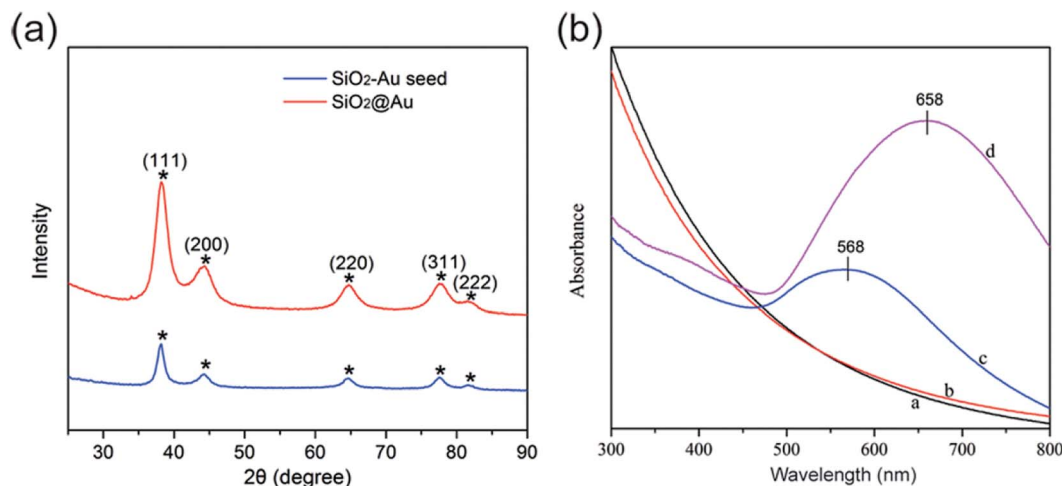 (a)
SiO2-Au seed
SiO2@Au
(111)
*
(200)
*
(220)
*
(311)
*
(222)
*
* * * * *
Intensity
30 40 50 60 70 80 90
2θ (degree)
(b)
658
d
568
c
b
a
Absorbance
300 400 500 600 700 800
Wavelength (nm)